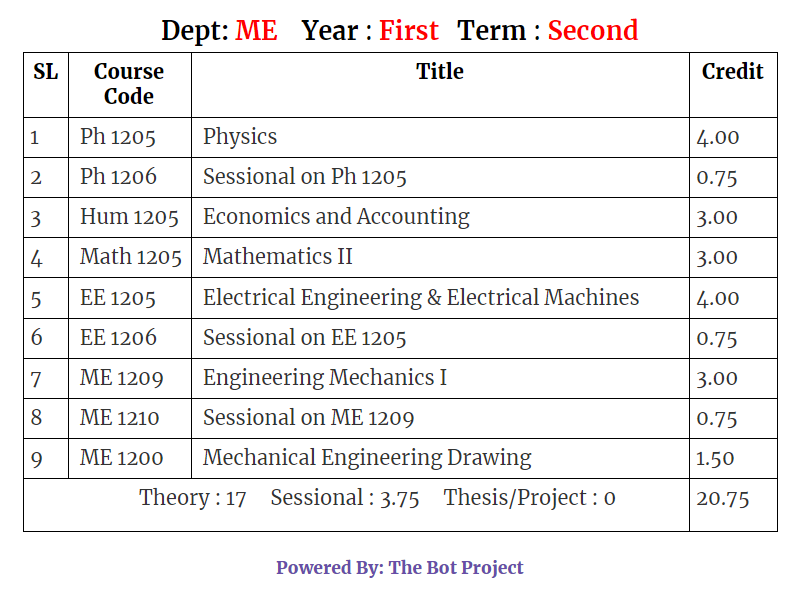 Dept: ME Year : First Term : Second
SL Course Code Title Credit
1 Ph 1205 Physics 4.00
2 Ph 1206 Sessional on Ph 1205 0.75
3 Hum 1205 Economics and Accounting 3.00
4 Math 1205 Mathematics II 3.00
5 EE 1205 Electrical Engineering & Electrical Machines 4.00
6 EE 1206 Sessional on EE 1205 0.75
7 ME 1209 Engineering Mechanics I 3.00
8 ME 1210 Sessional on ME 1209 0.75
9 ME 1200 Mechanical Engineering Drawing 1.50
Theory : 17 Sessional : 3.75 Thesis/Project : 0 20.75
Powered By: The Bot Project